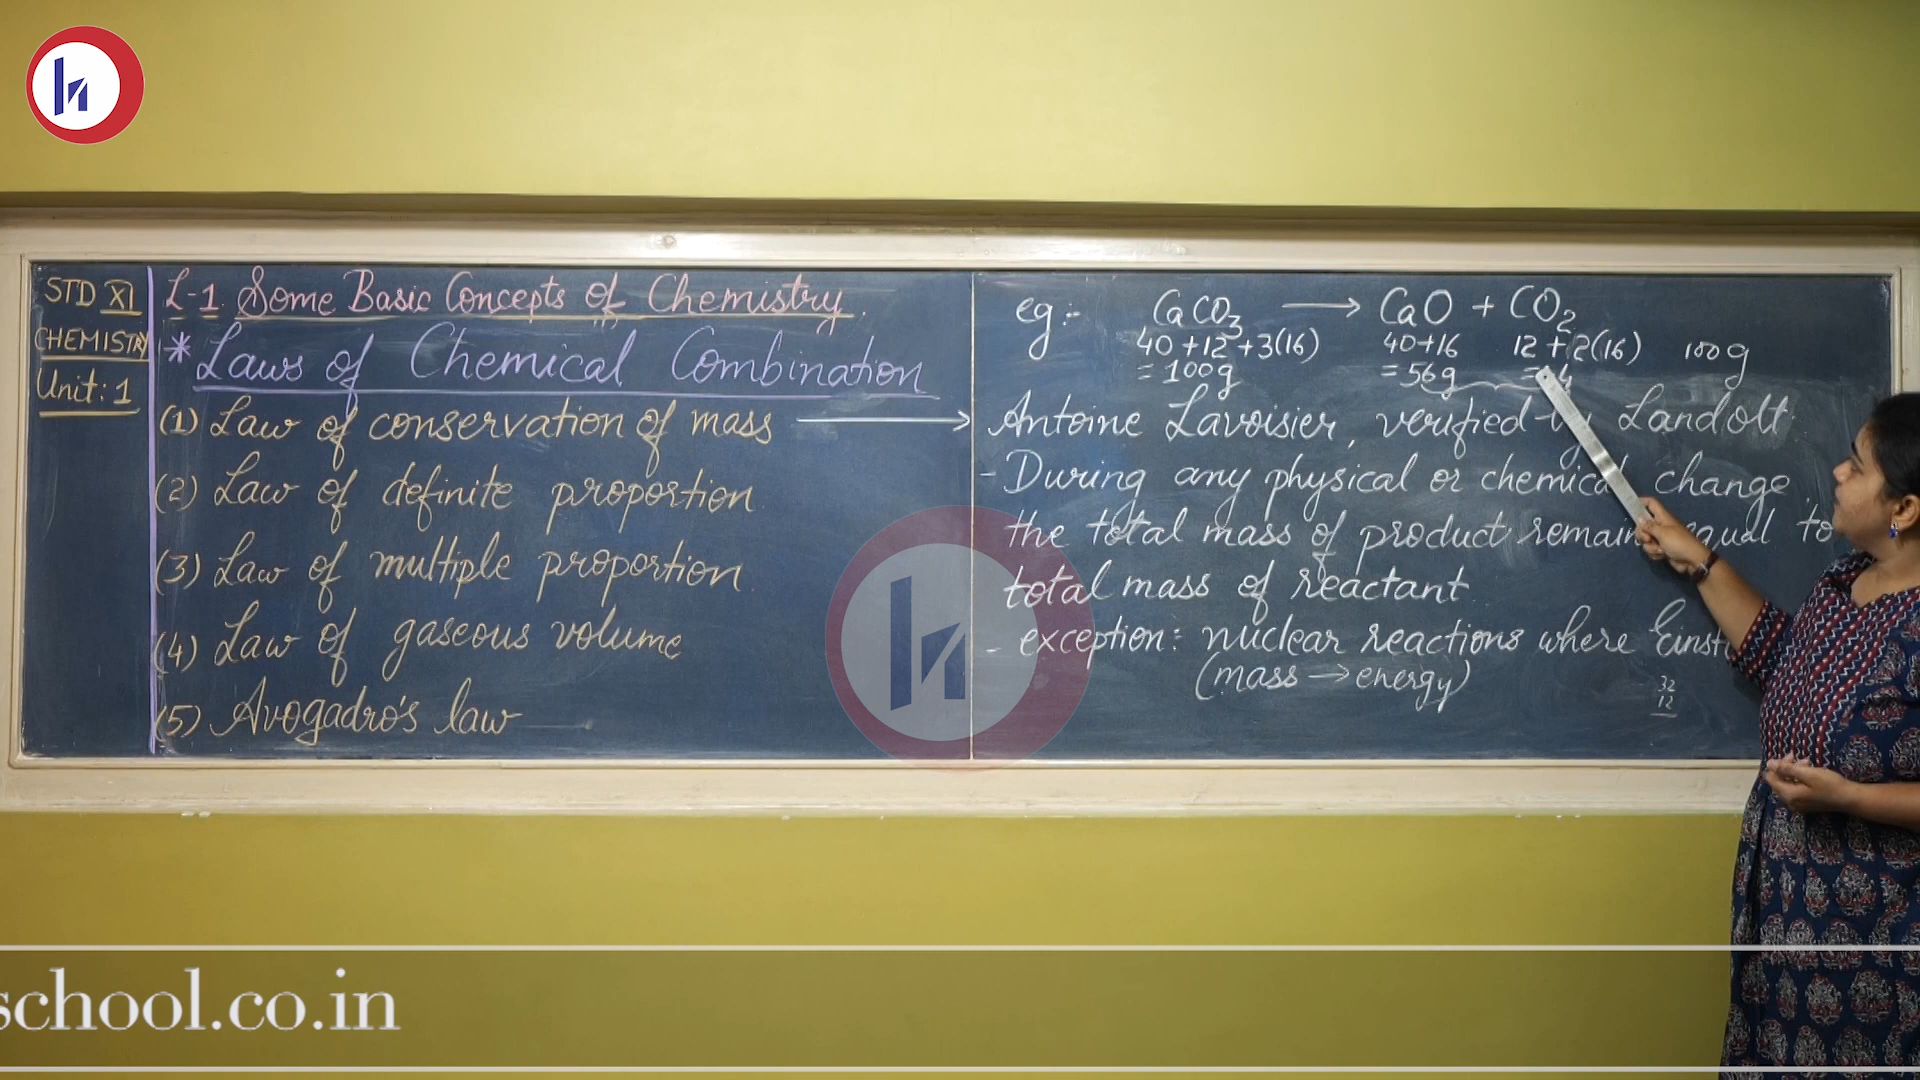 STD XI
CHEMISTRY
Unit: 1
L-1 Some Basic Concepts of Chemistry.
* Laws of Chemical Combination
(1) Law of conservation of mass →
(2) Law of definite proportion
(3) Law of multiple proportion
(4) Law of gaseous volume
(5) Avogadro's law
eg:- CaCO₃ → CaO + CO₂
40+12+3(16) 40+16 12+2(16) 100g
= 100g = 56g =
Antoine Lavoisier, verified by Landolt.
- During any physical or chemical change
the total mass of product remain equal to
total mass of reactant
- exception: nuclear reactions where
(mass → energy)
32
12
school.co.in